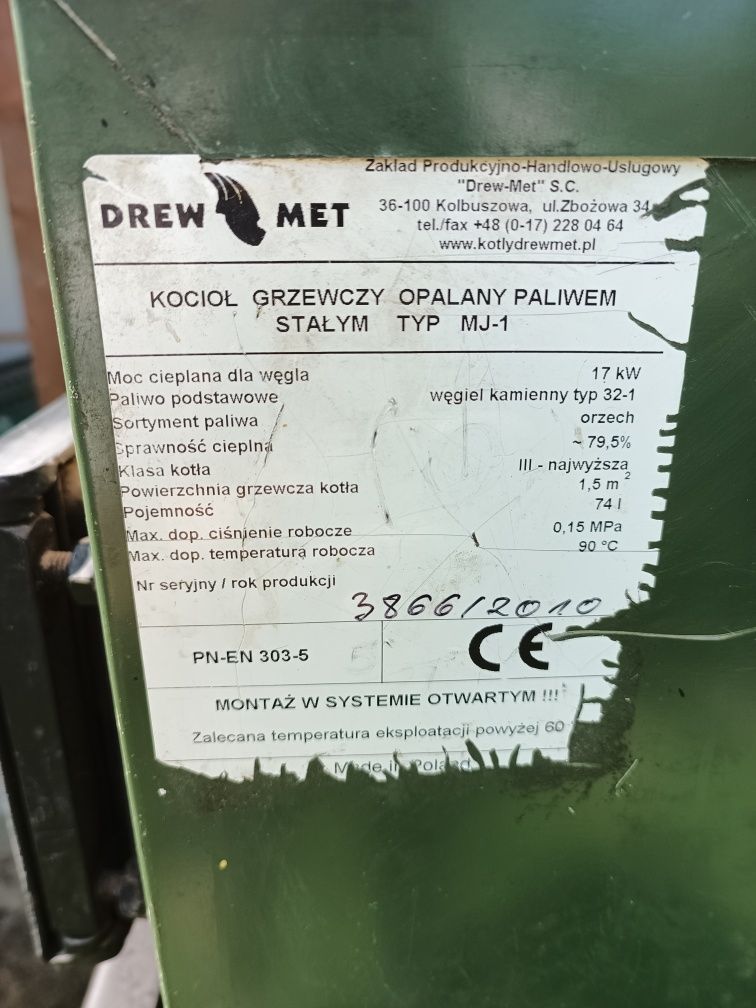 DREW MET
Zakład Produkcyjno-Handlowo-Usługowy
"Drew-Met" S.C.
36-100 Kolbuszowa, ul.Zbożowa 34
tel./fax +48 (0-17) 228 04 64
www.kotlydrewmet.pl
KOCIOŁ GRZEWCZY OPALANY PALIWEM
STAŁYM TYP MJ-1
Moc cieplana dla węgla 17 kW
Paliwo podstawowe węgiel kamienny typ 32-1
Sortyment paliwa orzech
Sprawność cieplna ~ 79,5%
Klasa kotła III - najwyższa
Powierzchnia grzewcza kotła 1,5 m²
Pojemność 74 l
Max. dop. ciśnienie robocze 0,15 MPa
Max. dop. temperatura robocza 90 °C
Nr seryjny / rok produkcji
3866/2010
PN-EN 303-5 CE
MONTAŻ W SYSTEMIE OTWARTYM !!!
Zalecana temperatura eksploatacji powyżej 60
Made in Poland